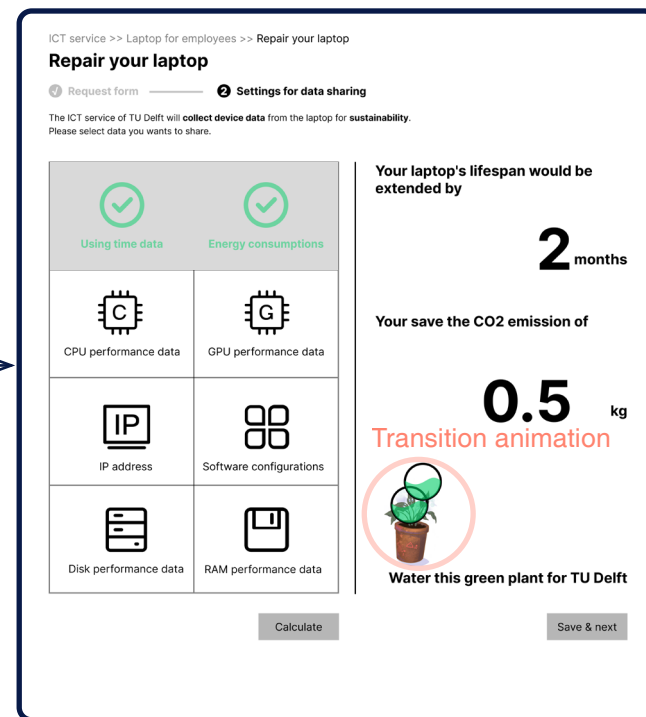 ICT service >> Laptop for employees >> Repair your laptop
Repair your laptop
Request form
2 Settings for data sharing
The ICT service of TU Delft will collect device data from the laptop for sustainability.
Please select data you wants to share.
Using time data
Energy consumptions
C
G
CPU performance data
GPU performance data
IP
IP address
Software configurations
Disk performance data
RAM performance data
Calculate
Your laptop's lifespan would be
extended by
2 months
Your save the CO2 emission of
0.5 kg
Transition animation
Water this green plant for TU Delft
Save & next